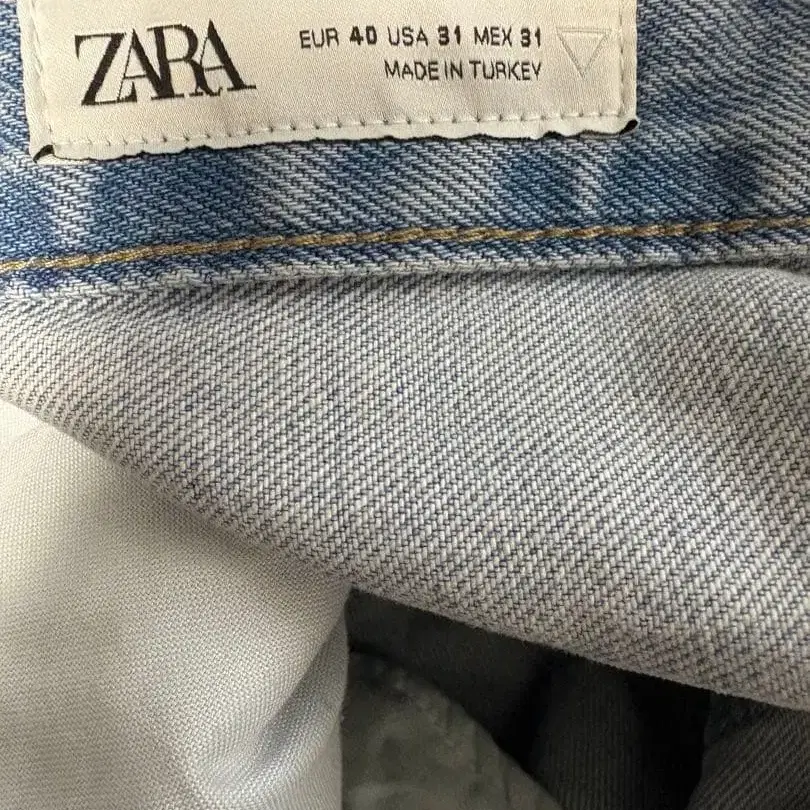 ZARA
EUR 40 USA 31 MEX 31
MADE IN TURKEY